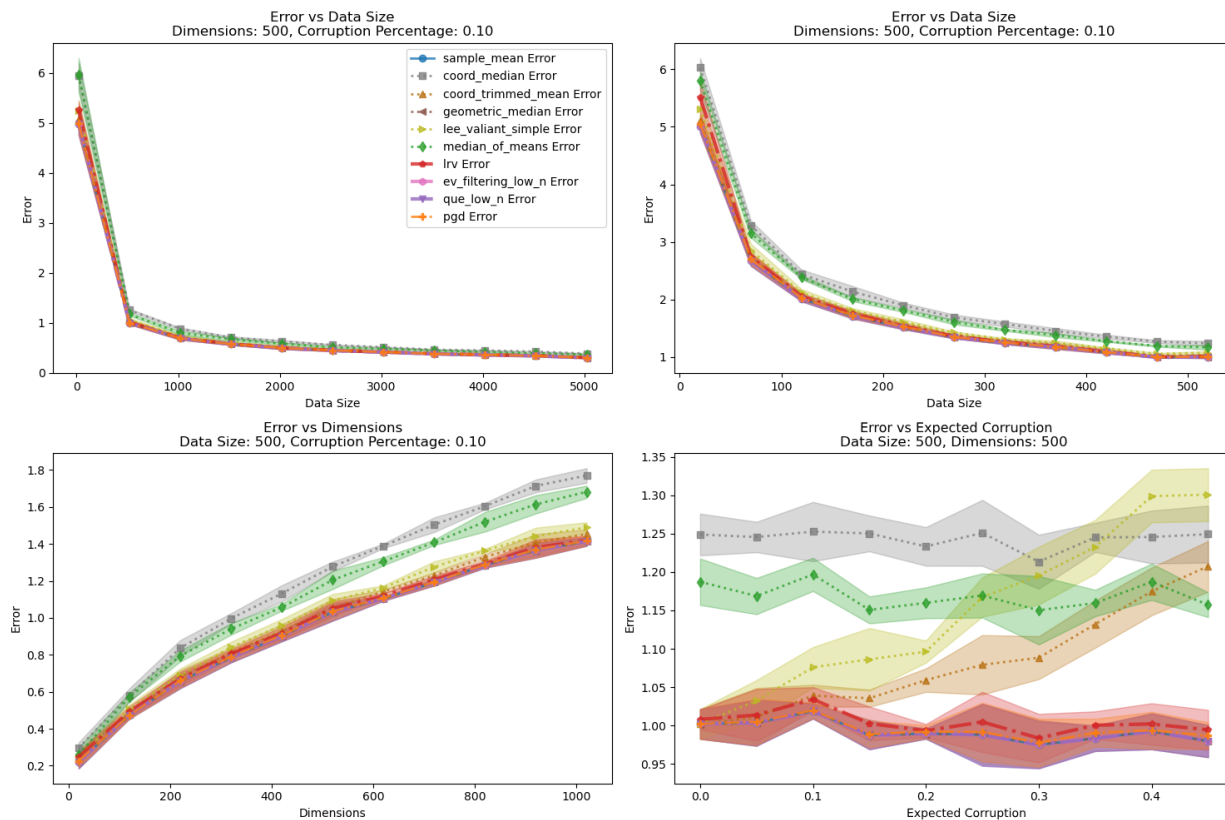 Error vs Data Size
Dimensions: 500, Corruption Percentage: 0.10
6
5
4
3
2
1
0
Error
0
1000
2000
3000
4000
5000
Data Size
sample_mean Error
coord_median Error
coord_trimmed_mean Error
geometric_median Error
lee_valiant_simple Error
median_of_means Error
lrv Error
ev_filtering_low_n Error
que_low_n Error
pgd Error
Error vs Data Size
Dimensions: 500, Corruption Percentage: 0.10
6
5
4
3
2
1
Error
0
100
200
300
400
500
Data Size
Error vs Dimensions
Data Size: 500, Corruption Percentage: 0.10
1.8
1.6
1.4
1.2
1.0
0.8
0.6
0.4
0.2
Error
0
200
400
600
800
1000
Dimensions
Error vs Expected Corruption
Data Size: 500, Dimensions: 500
1.35
1.30
1.25
1.20
1.15
1.10
1.05
1.00
0.95
Error
0.0
0.1
0.2
0.3
0.4
Expected Corruption